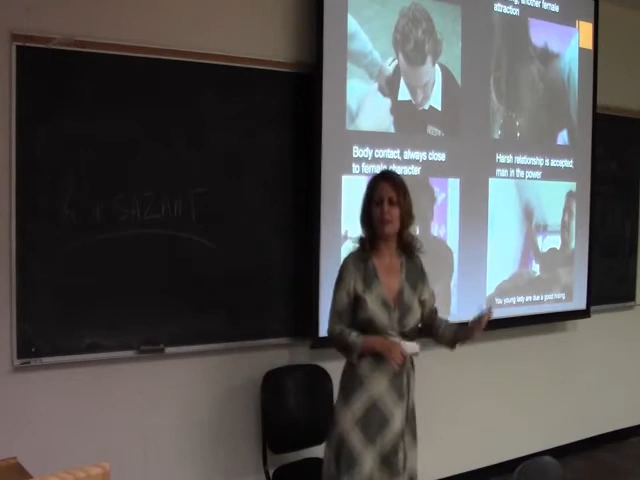 another female
attraction
Body contact, always close
to female character
Harsh relationship is accepted,
man in the power
You young lady are due a good hiding.
SAZANT